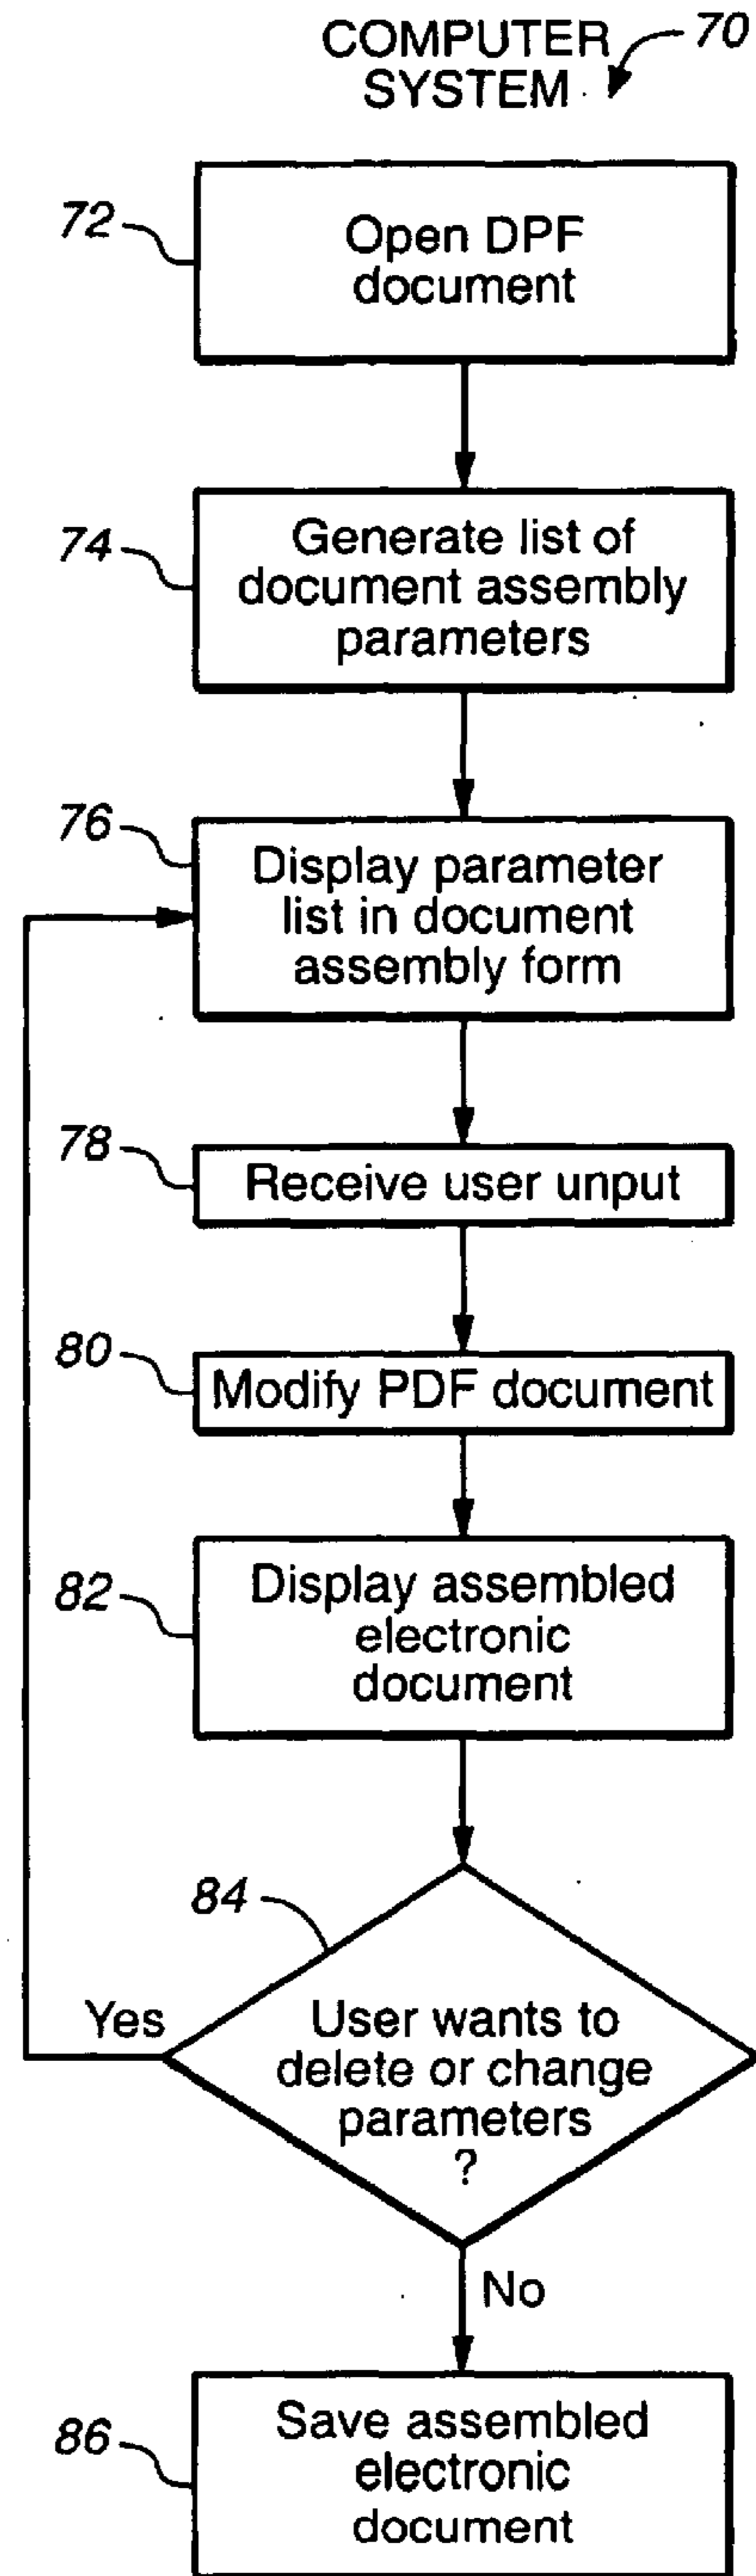 COMPUTER
SYSTEM
70
72
Open DPF
document
74
Generate list of
document assembly
parameters
76
Display parameter
list in document
assembly form
78
Receive user unput
80
Modify PDF document
82
Display assembled
electronic
document
84
Yes
User wants to
delete or change
parameters
?
No
86
Save assembled
electronic
document